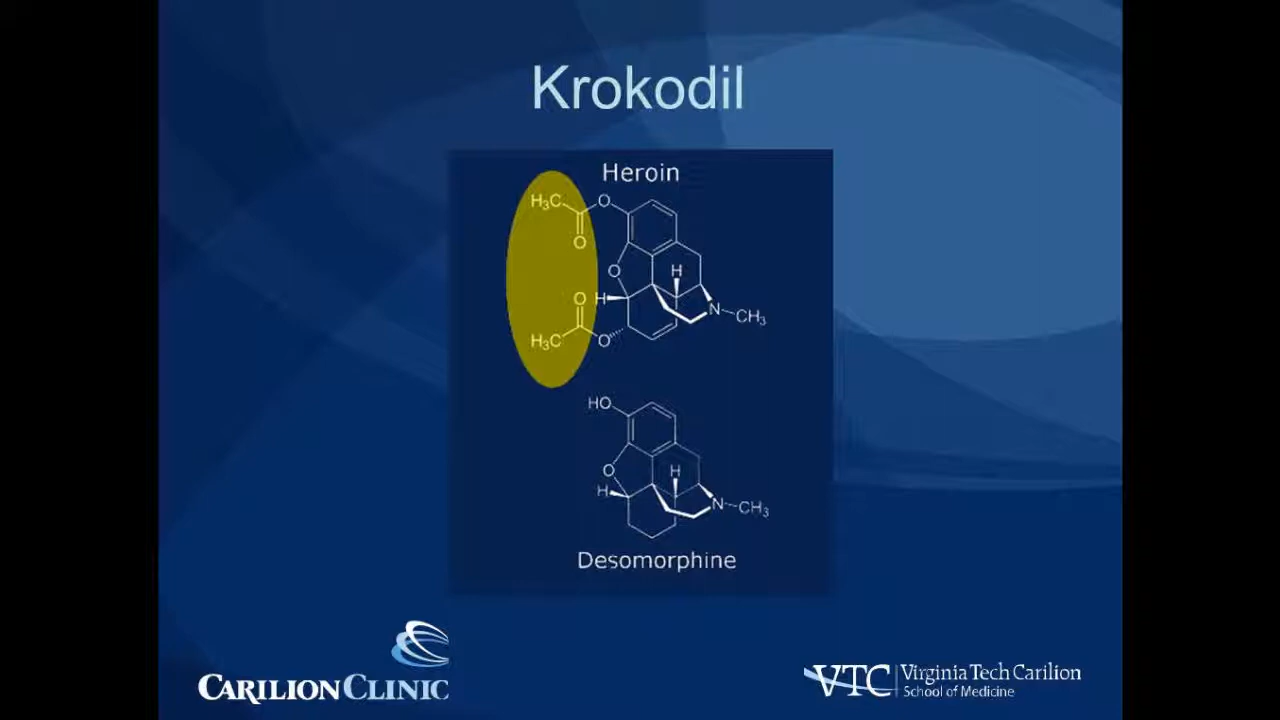 Krokodil
Heroin
H₃C
O
O
O
H
O H
N
CH₃
H₃C
O
HO
O
H
H
N
CH₃
Desomorphine
CARILION CLINIC
VTC
Virginia Tech Carilion
School of Medicine